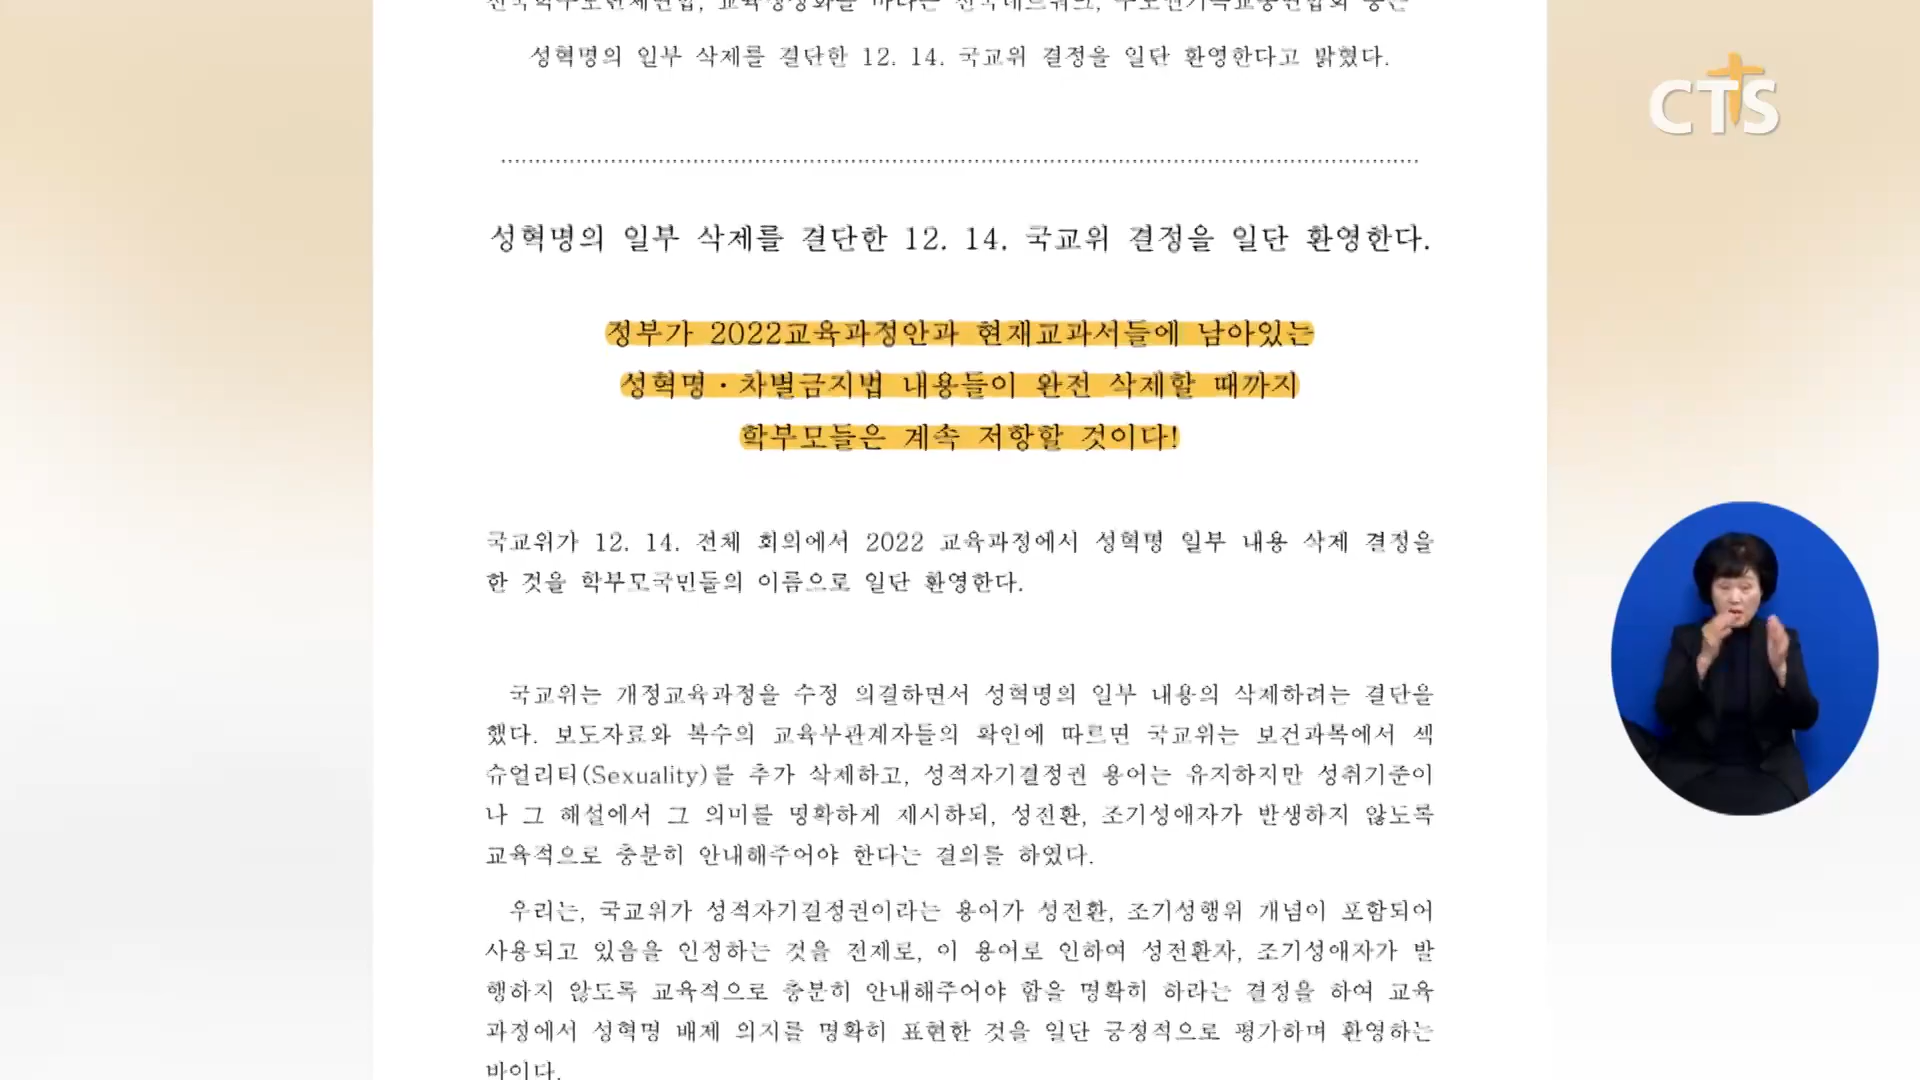 성혁명의 일부 삭제를 결단한 12. 14. 국교위 결정을 일단 환영한다고 밝혔다.
CTS
성혁명의 일부 삭제를 결단한 12. 14. 국교위 결정을 일단 환영한다.
정부가 2022교육과정안과 현재교과서들에 남아있는
성혁명·차별금지법 내용들이 완전 삭제할 때까지
학부모들은 계속 저항할 것이다!
국교위가 12. 14. 전체 회의에서 2022 교육과정에서 성혁명 일부 내용 삭제 결정을
한 것을 학부모국민들의 이름으로 일단 환영한다.
국교위는 개정교육과정을 수정 의결하면서 성혁명의 일부 내용의 삭제하려는 결단을
했다. 보도자료와 복수의 교육부관계자들의 확인에 따르면 국교위는 보건과목에서 섹
슈얼리티(Sexuality)를 추가 삭제하고, 성적자기결정권 용어는 유지하지만 성취기준이
나 그 해설에서 그 의미를 명확하게 제시하되, 성전환, 조기성애자가 발생하지 않도록
교육적으로 충분히 안내해주어야 한다는 결의를 하였다.
우리는, 국교위가 성적자기결정권이라는 용어가 성전환, 조기성행위 개념이 포함되어
사용되고 있음을 인정하는 것을 전제로, 이 용어로 인하여 성전환자, 조기성애자가 발
행하지 않도록 교육적으로 충분히 안내해주어야 함을 명확히 하라는 결정을 하여 교육
과정에서 성혁명 배제 의지를 명확히 표현한 것을 일단 긍정적으로 평가하며 환영하는
바이다.